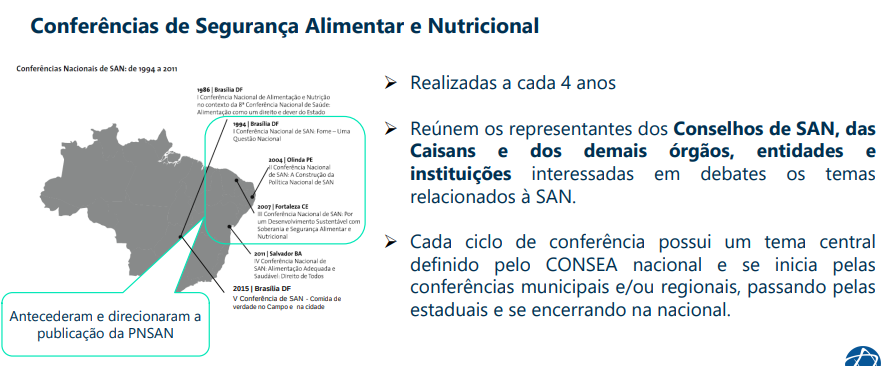 Conferências de Segurança Alimentar e Nutricional
Conferências Nacionais de SAN: de 1994 a 2011
1986 | Brasília DF
I Conferência Nacional de Alimentação e Nutrição
no contexto da 8ª Conferência Nacional de Saúde:
Alimentação como um direito e dever do Estado
1994 | Brasília DF
I Conferência Nacional de SAN: Fome – Uma
Questão Nacional
2004 | Olinda PE
II Conferência Nacional
de SAN: A Construção da
Política Nacional de SAN
2007 | Fortaleza CE
III Conferência Nacional de SAN: Por
um Desenvolvimento Sustentável com
Soberania e Segurança Alimentar e
Nutricional
2011 | Salvador BA
IV Conferência Nacional de
SAN: Alimentação Adequada e
Saudável: Direito de Todos
2015 | Brasília DF
V Conferência de SAN - Comida de
verdade no Campo e na cidade
Antecederam e direcionaram a
publicação da PNSAN
➢ Realizadas a cada 4 anos
➢ Reúnem os representantes dos Conselhos de SAN, das
Caisans e dos demais órgãos, entidades e
instituições interessadas em debates os temas
relacionados à SAN.
➢ Cada ciclo de conferência possui um tema central
definido pelo CONSEA nacional e se inicia pelas
conferências municipais e/ou regionais, passando pelas
estaduais e se encerrando na nacional.